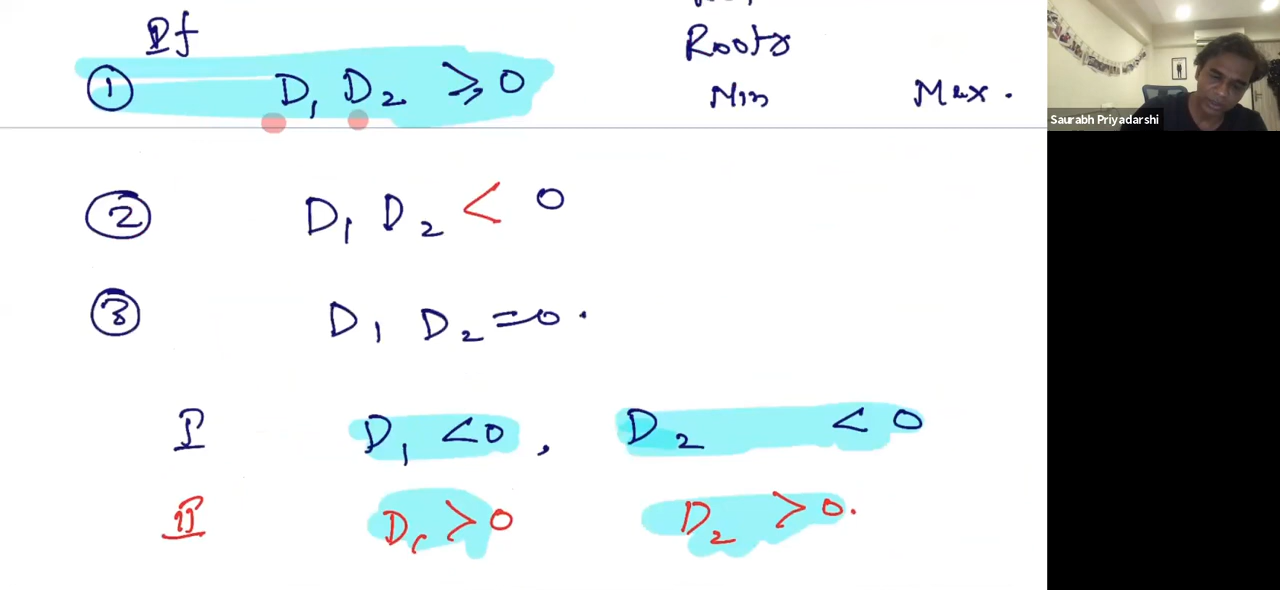 If
Roots
① D₁ D₂ ≥ 0
Min Max.
Saurabh Priyadarshi
② D₁ D₂ < 0
③ D₁ D₂ = 0.
I D₁ < 0, D₂ < 0
II D₁ > 0 D₂ > 0.